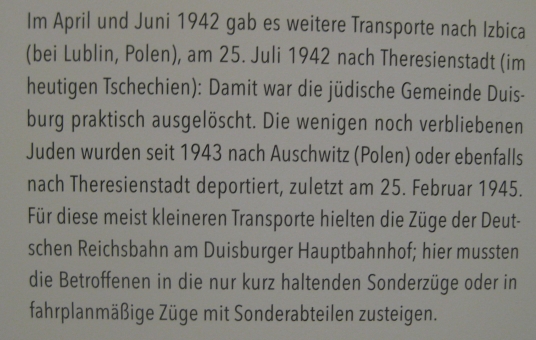 Im April und Juni 1942 gab es weitere Transporte nach Izbica
(bei Lublin, Polen), am 25. Juli 1942 nach Theresienstadt (im
heutigen Tschechien): Damit war die jüdische Gemeinde Duis-
burg praktisch ausgelöscht. Die wenigen noch verbliebenen
Juden wurden seit 1943 nach Auschwitz (Polen) oder ebenfalls
nach Theresienstadt deportiert, zuletzt am 25. Februar 1945.
Für diese meist kleineren Transporte hielten die Züge der Deut-
schen Reichsbahn am Duisburger Hauptbahnhof; hier mussten
die Betroffenen in die nur kurz haltenden Sonderzüge oder in
fahrplanmäßige Züge mit Sonderabteilen zusteigen.